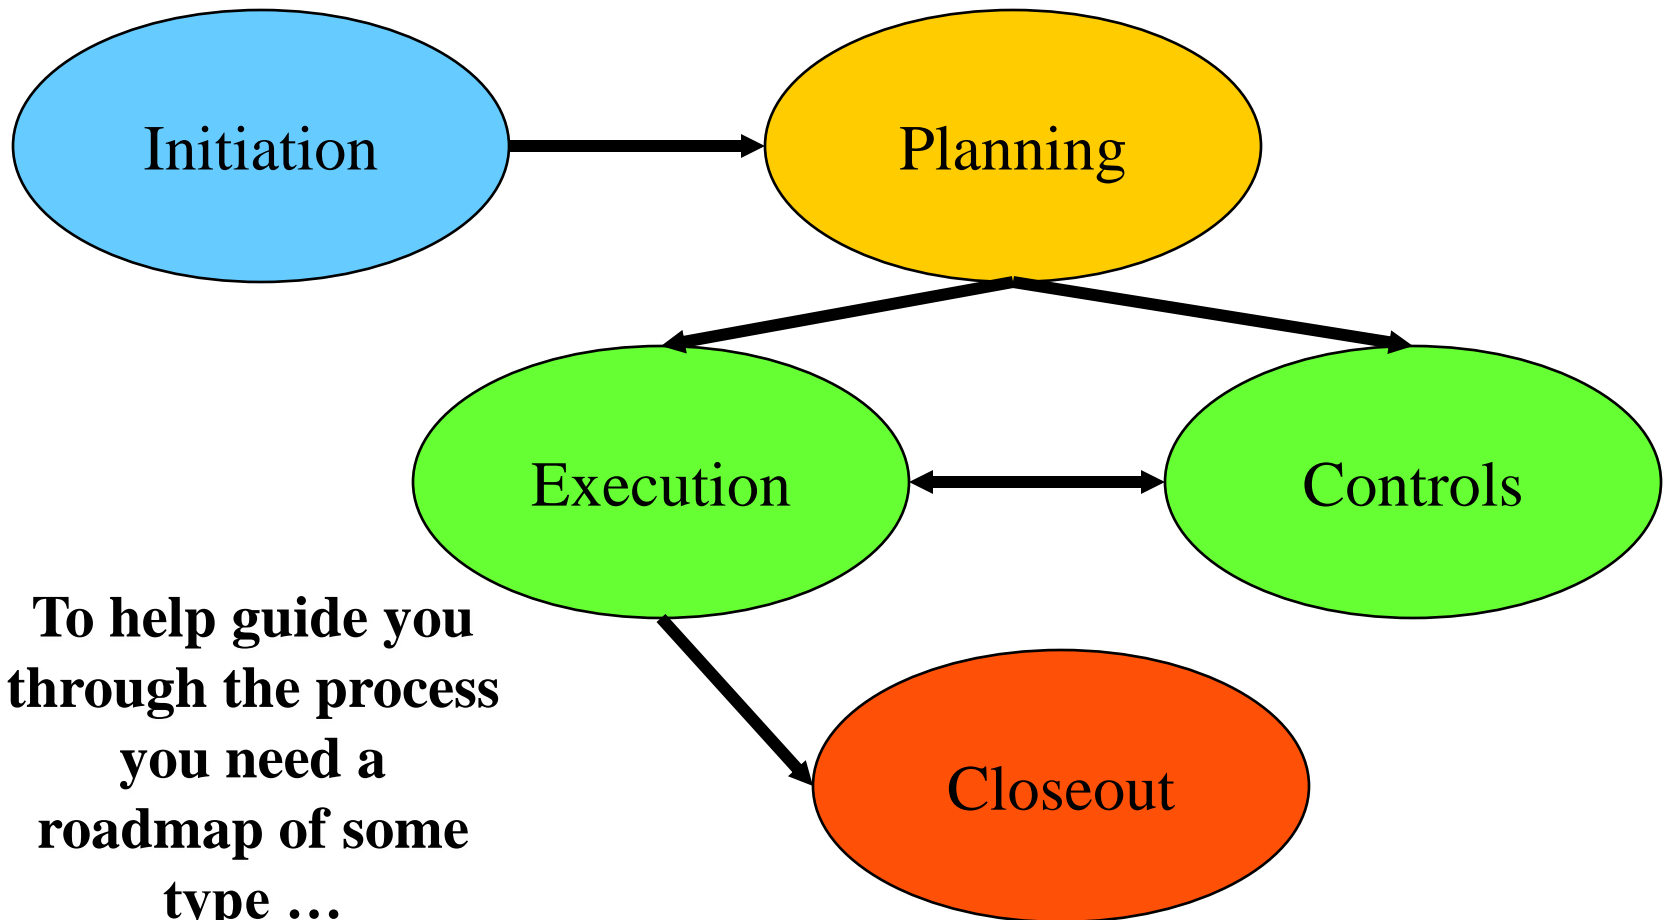 Initiation
Planning
Execution
Controls
To help guide you
through the process
you need a
roadmap of some
type …
Closeout